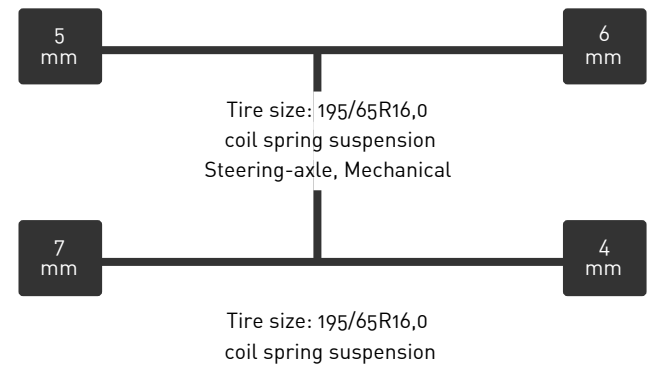 5
mm
6
mm
Tire size: 195/65R16,0
coil spring suspension
Steering-axle, Mechanical
7
mm
4
mm
Tire size: 195/65R16,0
coil spring suspension